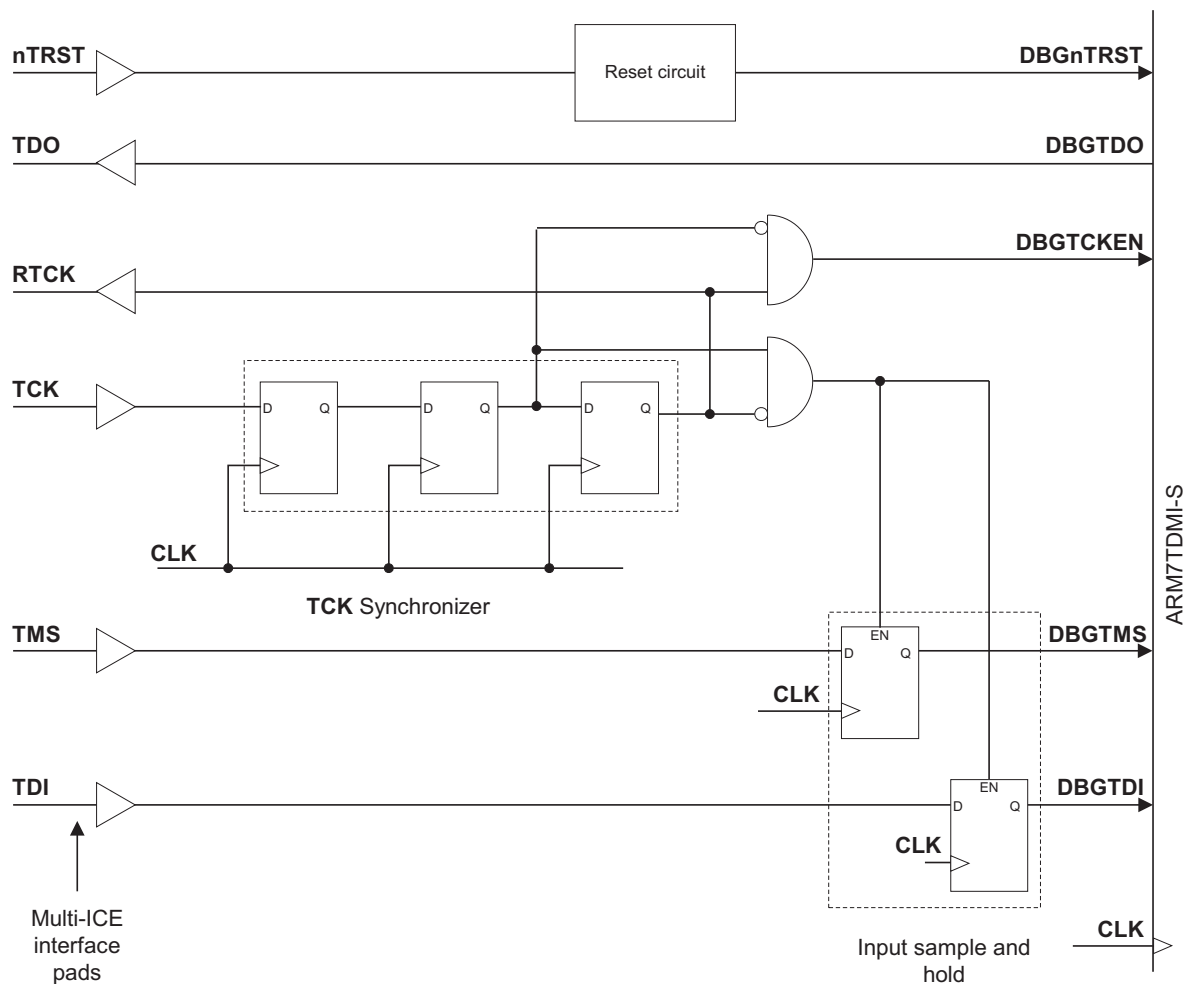 nTRST
Reset circuit
DBGnTRST
TDO
DBGTDO
DBGTCKEN
RTCK
TCK
D Q
D Q
D Q
CLK
TCK Synchronizer
ARM7TDMI-S
TMS
EN
D Q
DBGTMS
CLK
TDI
EN
D Q
DBGTDI
CLK
Multi-ICE
interface
pads
Input sample and
hold
CLK